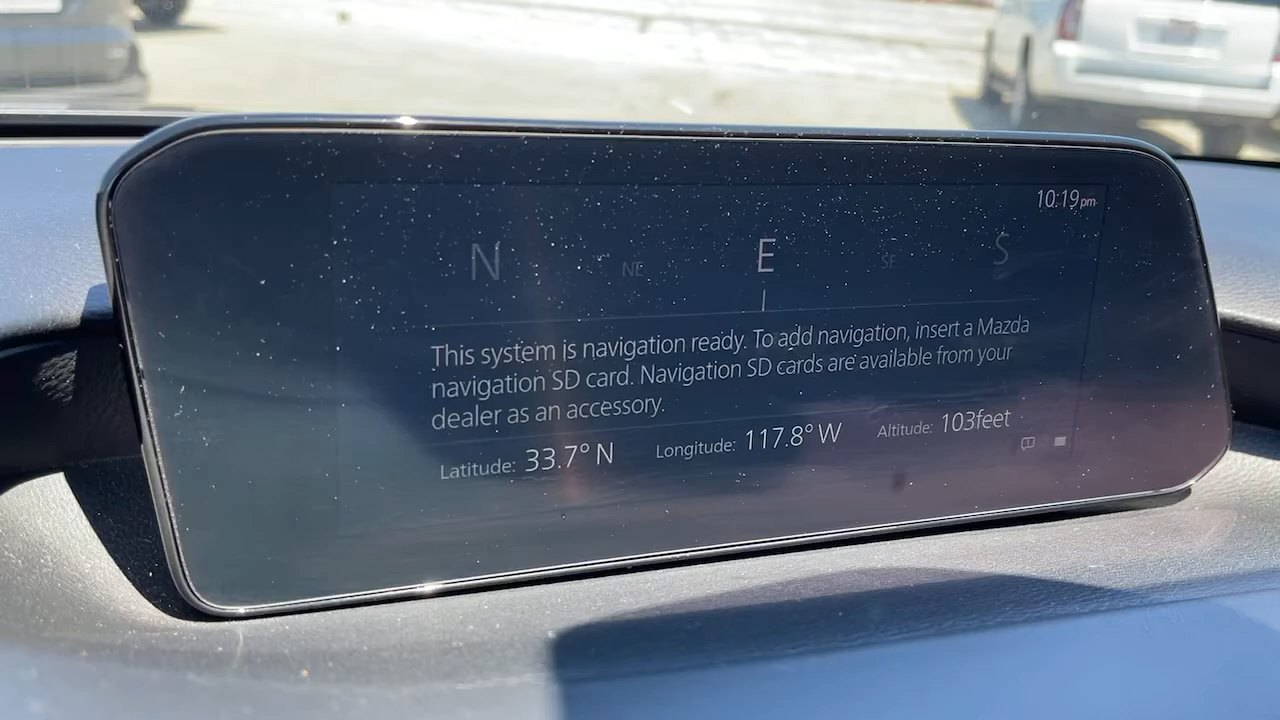 10:19pm
N NE E SE S
This system is navigation ready. To add navigation, insert a Mazda
navigation SD card. Navigation SD cards are available from your
dealer as an accessory.
Latitude: 33.7° N Longitude: 117.8° W Altitude: 103feet